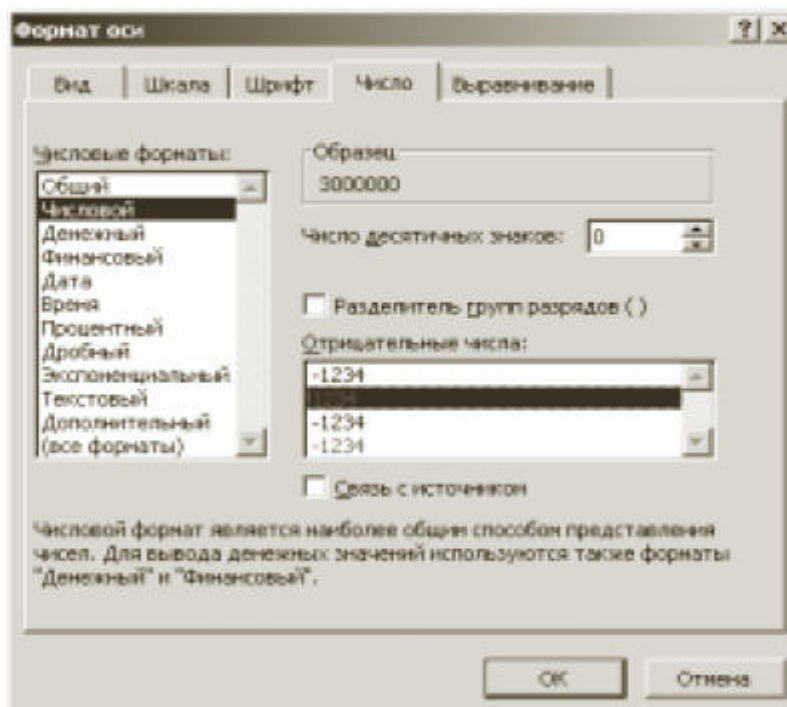 Формат оси
Вид Шкала Шрифт Число Выравнивание
Числовые форматы:
Общий
Числовой
Денежный
Финансовый
Дата
Время
Процентный
Дробный
Экспоненциальный
Текстовый
Дополнительный
(все форматы)
Образец
3000000
Число десятичных знаков: 0
Разделитель групп разрядов ( )
Отрицательные числа:
-1234
1234
-1234
-1234
Связь с источником
Числовой формат является наиболее общим способом представления
чисел. Для вывода денежных значений используются также форматы
"Денежный" и "Финансовый".
ОК Отмена